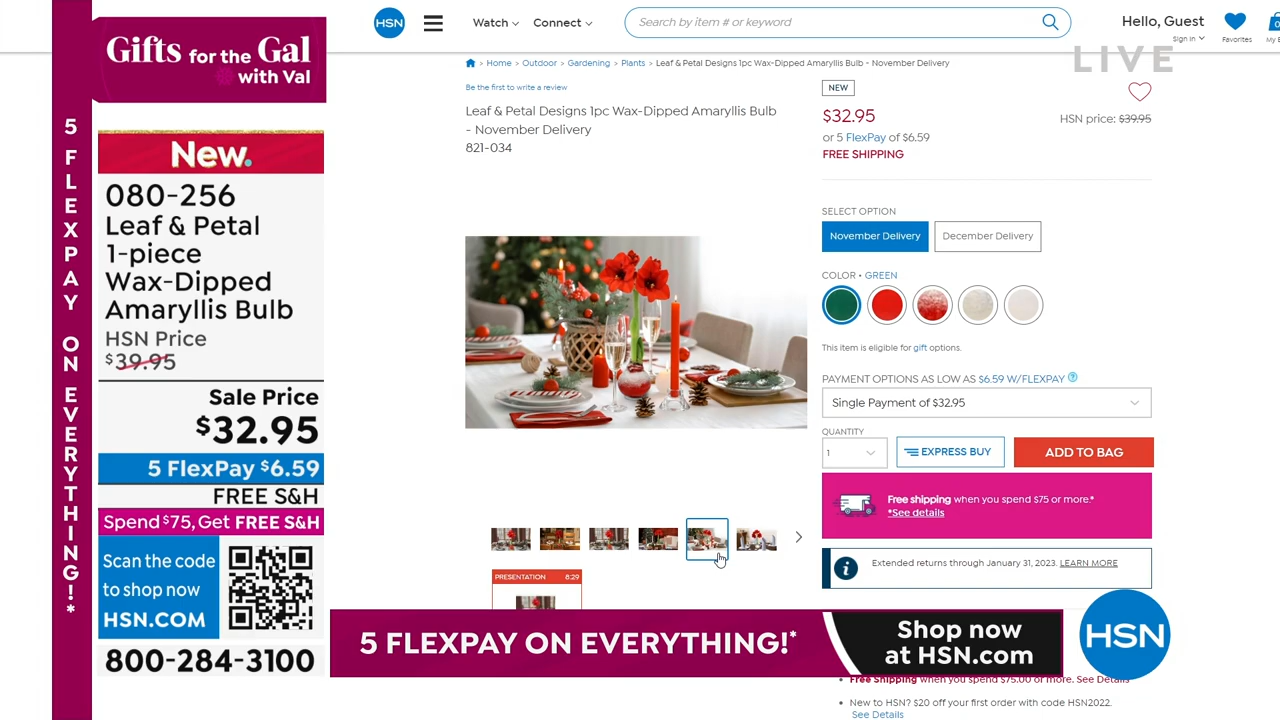 Gifts for the Gal
with Val
5 FLEXPAY ON EVERYTHING!*
New.
080-256
Leaf & Petal
1-piece
Wax-Dipped
Amaryllis Bulb
HSN Price
$39.95
Sale Price
$32.95
5 FlexPay $6.59
FREE S&H
Spend $75, Get FREE S&H
Scan the code
to shop now
HSN.COM
800-284-3100
HSN
Watch
Connect
Search by item # or keyword
Hello, Guest
Sign in
Favorites
LIVE
> Home > Outdoor > Gardening > Plants > Leaf & Petal Designs 1pc Wax-Dipped Amaryllis Bulb - November Delivery
Be the first to write a review
Leaf & Petal Designs 1pc Wax-Dipped Amaryllis Bulb
- November Delivery
821-034
NEW
$32.95
HSN price: $39.95
or 5 FlexPay of $6.59
FREE SHIPPING
SELECT OPTION
November Delivery
December Delivery
COLOR • GREEN
This item is eligible for gift options.
PAYMENT OPTIONS AS LOW AS $6.59 W/FLEXPAY ?
Single Payment of $32.95
QUANTITY
1
EXPRESS BUY
ADD TO BAG
Free shipping when you spend $75 or more.*
*See details
Extended returns through January 31, 2023. LEARN MORE
PRESENTATION 8:29
5 FLEXPAY ON EVERYTHING!*
Shop now
at HSN.com
HSN
• Free Shipping when you spend $75.00 or more. See Details
• New to HSN? $20 off your first order with code HSN2022.
See Details